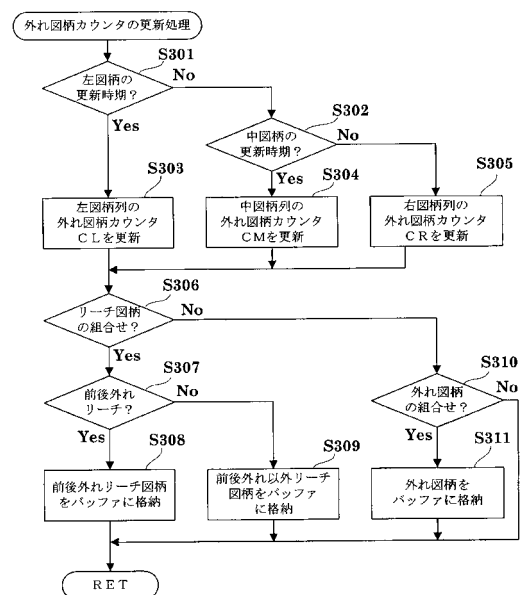 外れ図柄カウンタの更新処理
S301
左図柄の
更新時期?
No
Yes
S302
中図柄の
更新時期?
No
Yes
S303
左図柄列の
外れ図柄カウンタ
CLを更新
S304
中図柄列の
外れ図柄カウンタ
CMを更新
S305
右図柄列の
外れ図柄カウンタ
CRを更新
S306
リーチ図柄
の組合せ?
No
Yes
S307
前後外れ
リーチ?
No
Yes
S310
外れ図柄
の組合せ?
No
Yes
S308
前後外れリーチ図柄
をバッファに格納
S309
前後外れ以外リーチ
図柄をバッファ
に格納
S311
外れ図柄を
バッファに格納
RET